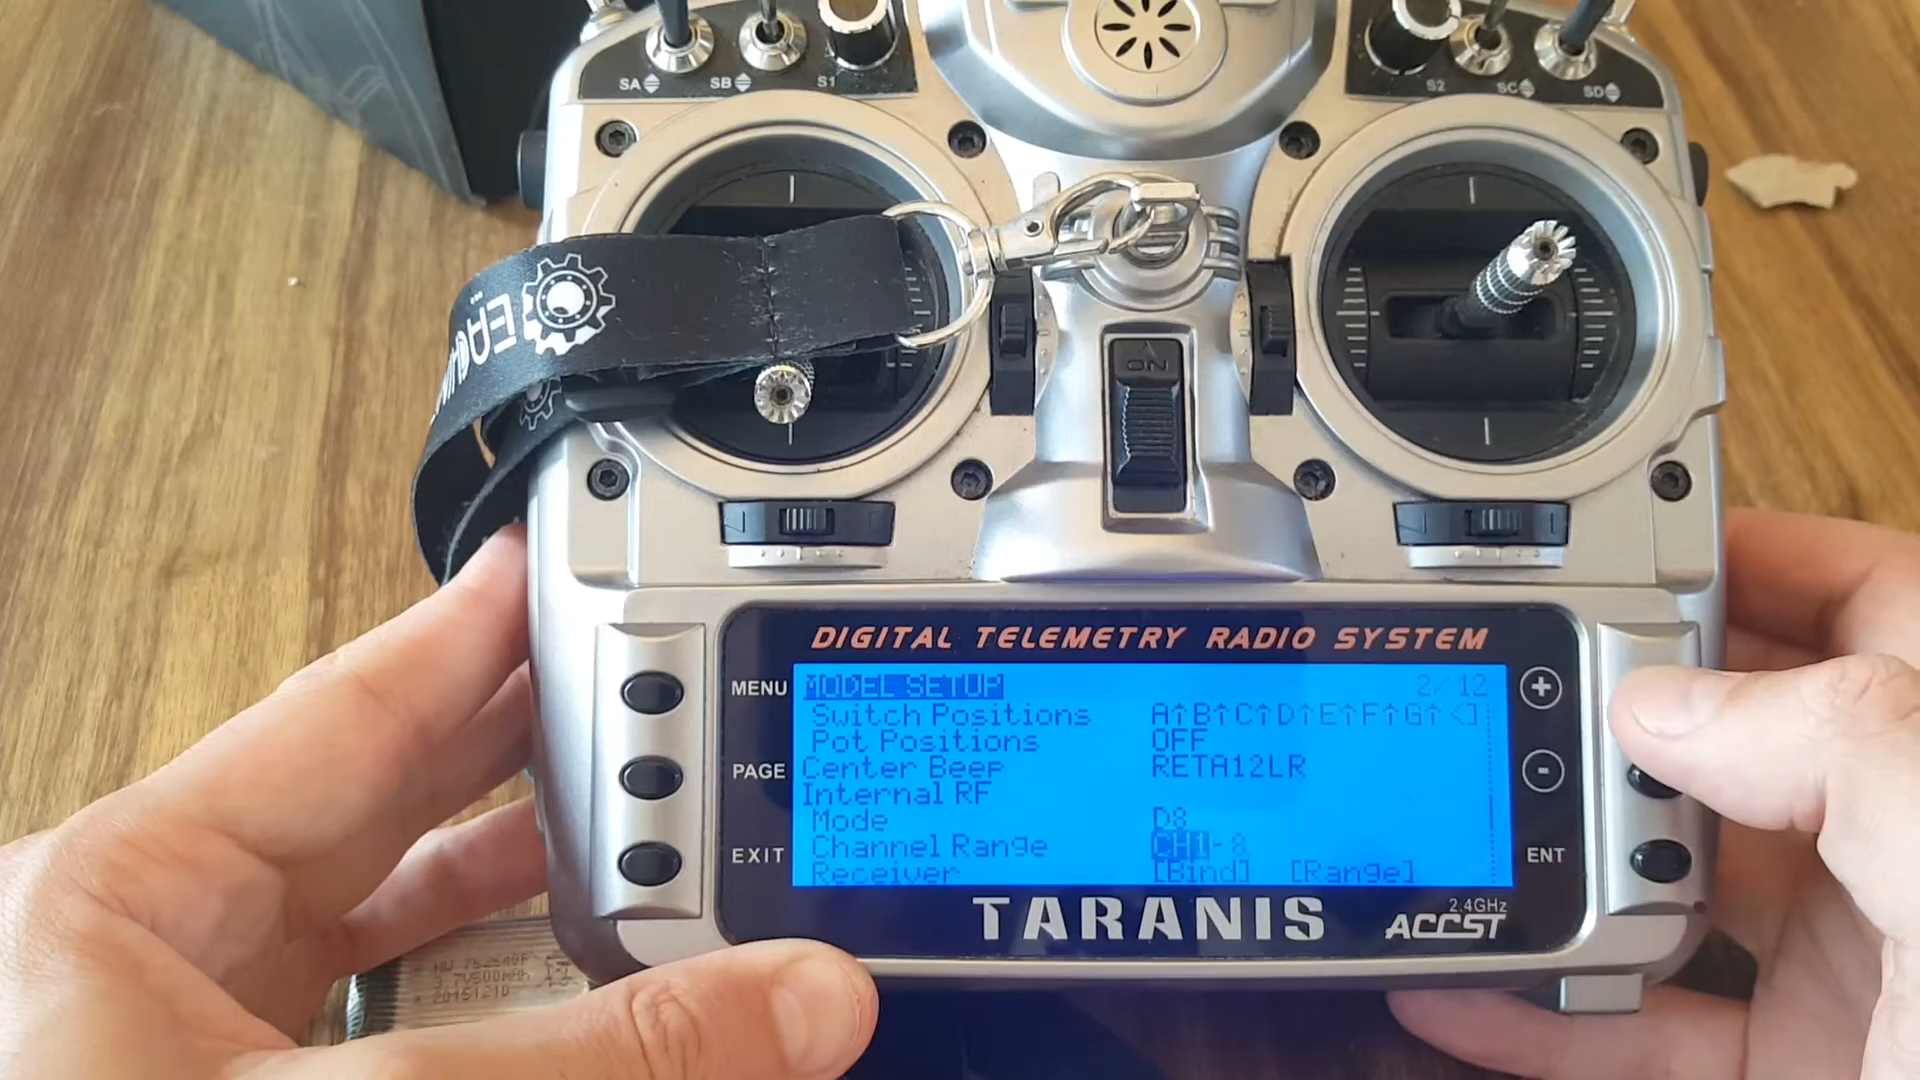 SA SB S1
S2 SC SD
ON
DIGITAL TELEMETRY RADIO SYSTEM
MENU
PAGE
EXIT
MODEL SETUP 2/12
Switch Positions A↑B↑C↑D↑E↑F↑G↑<]
Pot Positions OFF
Center Beep RETA12LR
Internal RF
Mode D8
Channel Range CH1-8
Receiver [Bind] [Range]
+
-
ENT
TARANIS
2.4GHz
ACCST
20151210